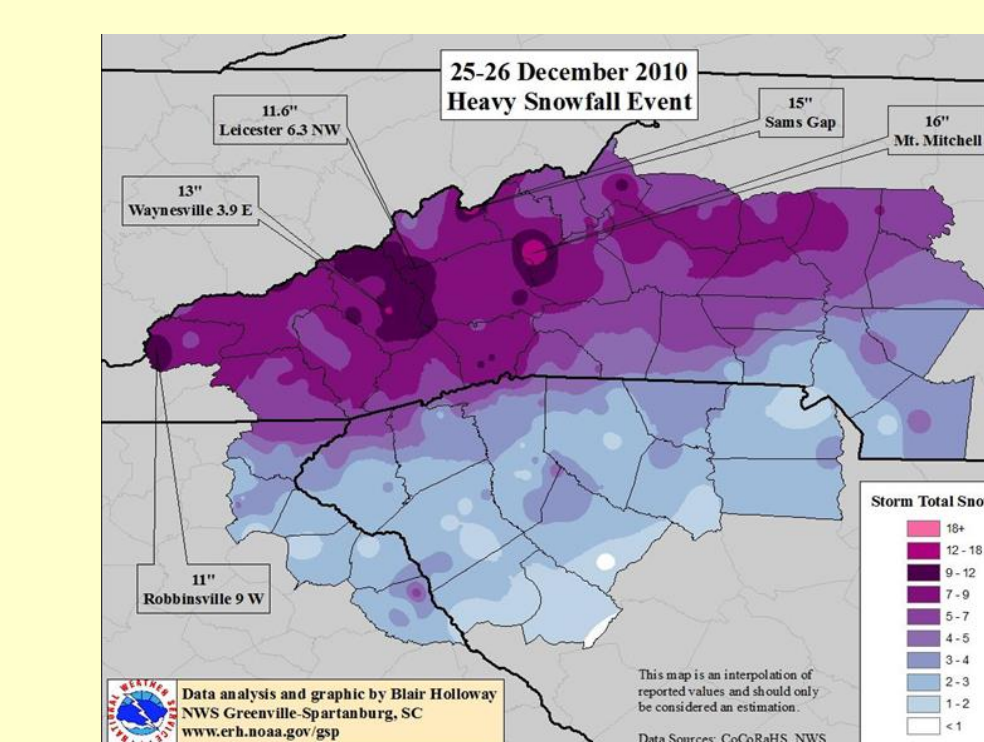 25-26 December 2010
Heavy Snowfall Event
11.6"
Leicester 6.3 NW
15"
Sams Gap
16"
Mt. Mitchell
13"
Waynesville 3.9 E
11"
Robbinsville 9 W
Storm Total Sno
18+
12 - 18
9 - 12
7 - 9
5 - 7
4 - 5
3 - 4
2 - 3
1 - 2
< 1
This map is an interpolation of
reported values and should only
be considered an estimation.
Data Sources: CoCoRaHS, NWS
NATIONAL WEATHER SERVICE
Data analysis and graphic by Blair Holloway
NWS Greenville-Spartanburg, SC
www.erh.noaa.gov/gsp